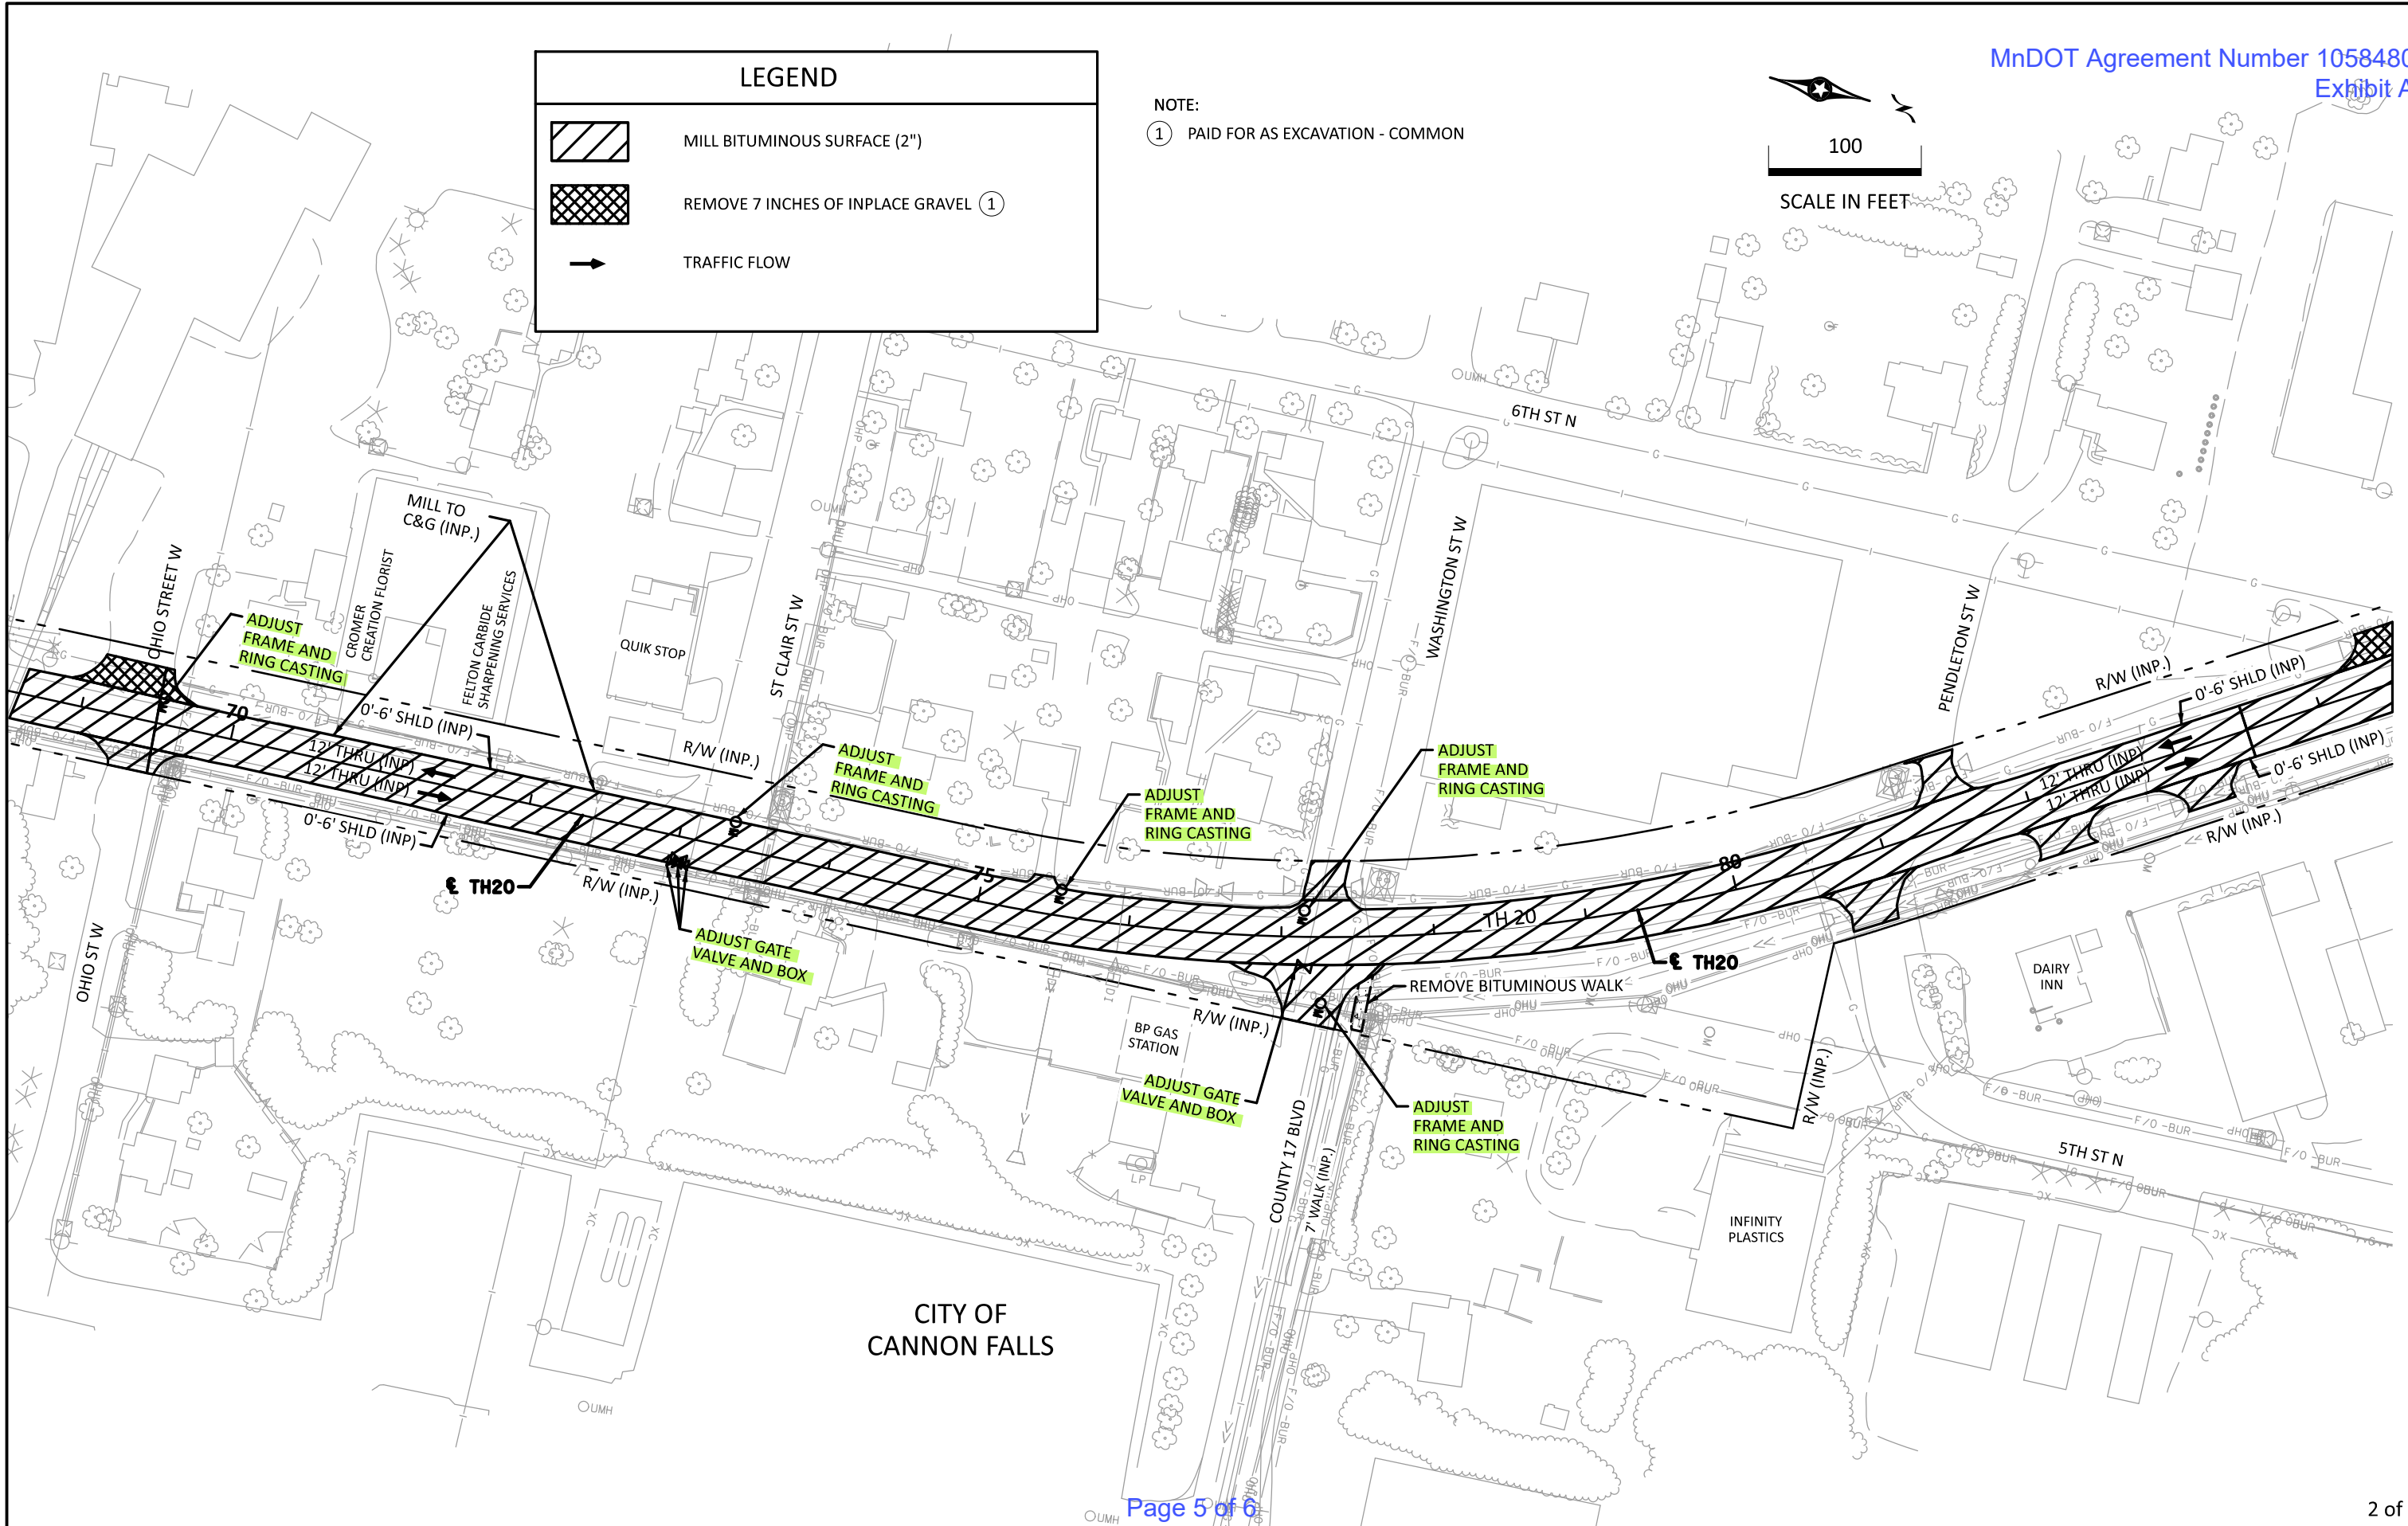 MnDOT Agreement Number 1058480
Exhibit A
LEGEND
MILL BITUMINOUS SURFACE (2")
REMOVE 7 INCHES OF INPLACE GRAVEL 1
TRAFFIC FLOW
NOTE:
1 PAID FOR AS EXCAVATION - COMMON
100
SCALE IN FEET
6TH ST N
UMH
MILL TO
C&G (INP.)
OHIO STREET W
ADJUST
FRAME AND
RING CASTING
CROMER
CREATION FLORIST
FELTON CARBIDE
SHARPENING SERVICES
QUIK STOP
ST CLAIR ST W
UMH
WASHINGTON ST W
PENDLETON ST W
R/W (INP.)
0'-6' SHLD (INP)
70
0'-6' SHLD (INP)
12' THRU (INP)
12' THRU (INP)
0'-6' SHLD (INP)
R/W (INP.)
ADJUST
FRAME AND
RING CASTING
ADJUST
FRAME AND
RING CASTING
ADJUST
FRAME AND
RING CASTING
12' THRU (INP)
12' THRU (INP)
0'-6' SHLD (INP)
R/W (INP.)
℄ TH20
R/W (INP.)
75
80
TH 20
℄ TH20
OHIO ST W
ADJUST GATE
VALVE AND BOX
REMOVE BITUMINOUS WALK
R/W (INP.)
BP GAS
STATION
DAIRY
INN
ADJUST GATE
VALVE AND BOX
ADJUST
FRAME AND
RING CASTING
R/W (INP.)
COUNTY 17 BLVD
7' WALK (INP.)
5TH ST N
INFINITY
PLASTICS
LP
CITY OF
CANNON FALLS
UMH
UMH
Page 5 of 6
2 of